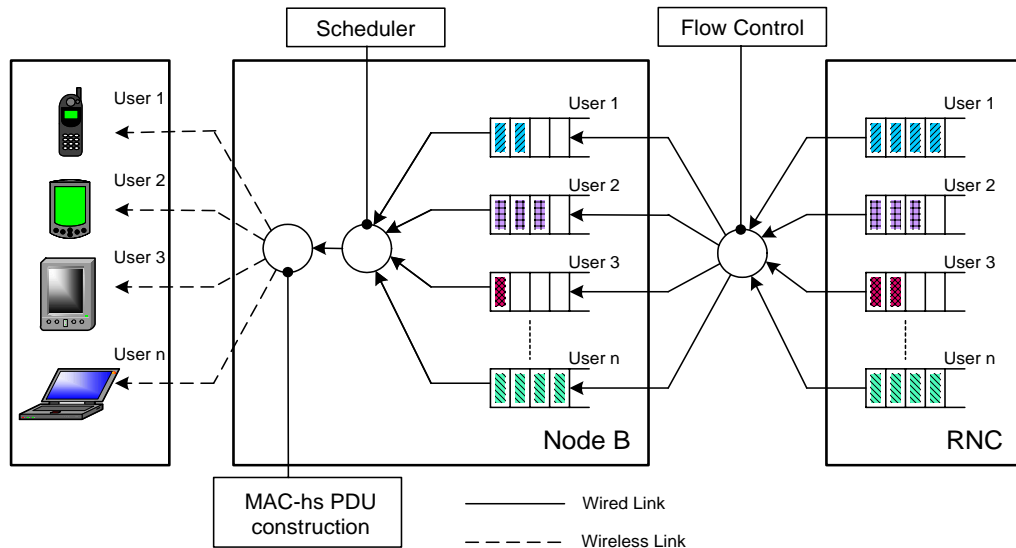 Scheduler
Flow Control
User 1
User 2
User 3
User n
User 1
User 2
User 3
User n
Node B
User 1
User 2
User 3
User n
RNC
MAC-hs PDU
construction
Wired Link
Wireless Link